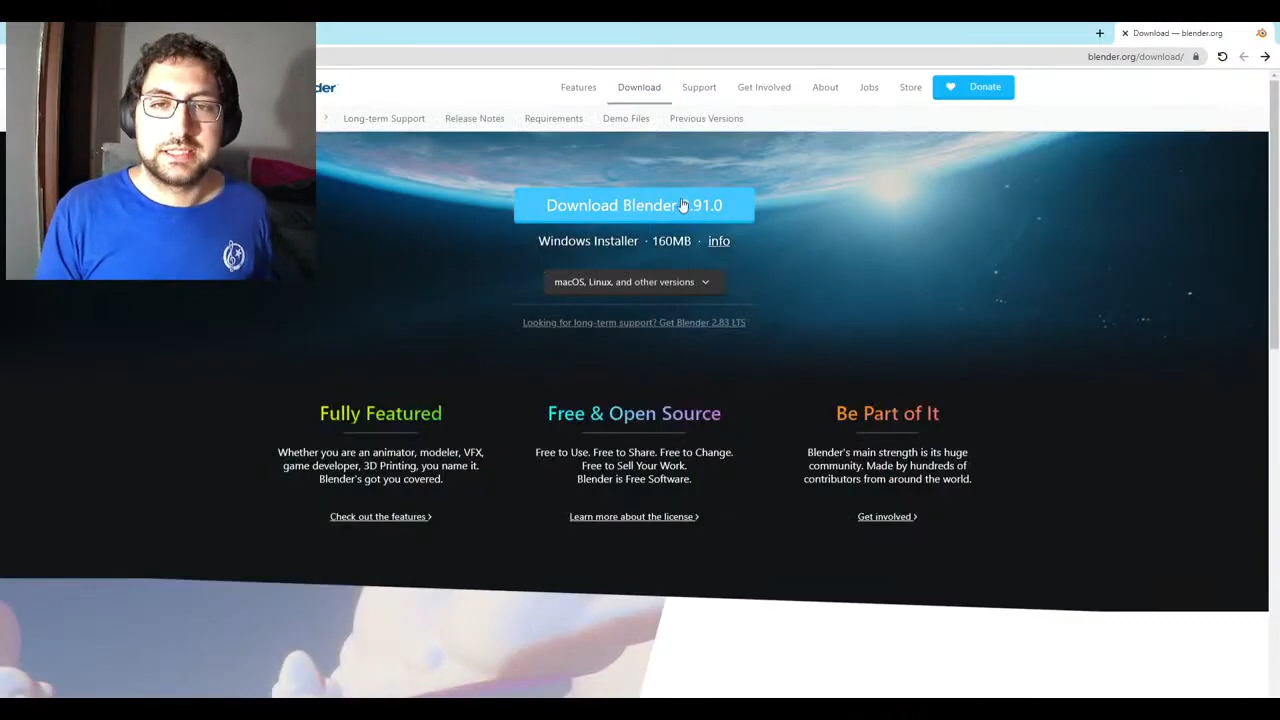 Download — blender.org
blender.org/download/
der
Features Download Support Get Involved About Jobs Store Donate
Long-term Support Release Notes Requirements Demo Files Previous Versions
Download Blender .91.0
Windows Installer · 160MB · info
macOS, Linux, and other versions
Looking for long-term support? Get Blender 2.83 LTS
Fully Featured
Whether you are an animator, modeler, VFX,
game developer, 3D Printing, you name it.
Blender's got you covered.
Check out the features ›
Free & Open Source
Free to Use. Free to Share. Free to Change.
Free to Sell Your Work.
Blender is Free Software.
Learn more about the license ›
Be Part of It
Blender's main strength is its huge
community. Made by hundreds of
contributors from around the world.
Get involved ›